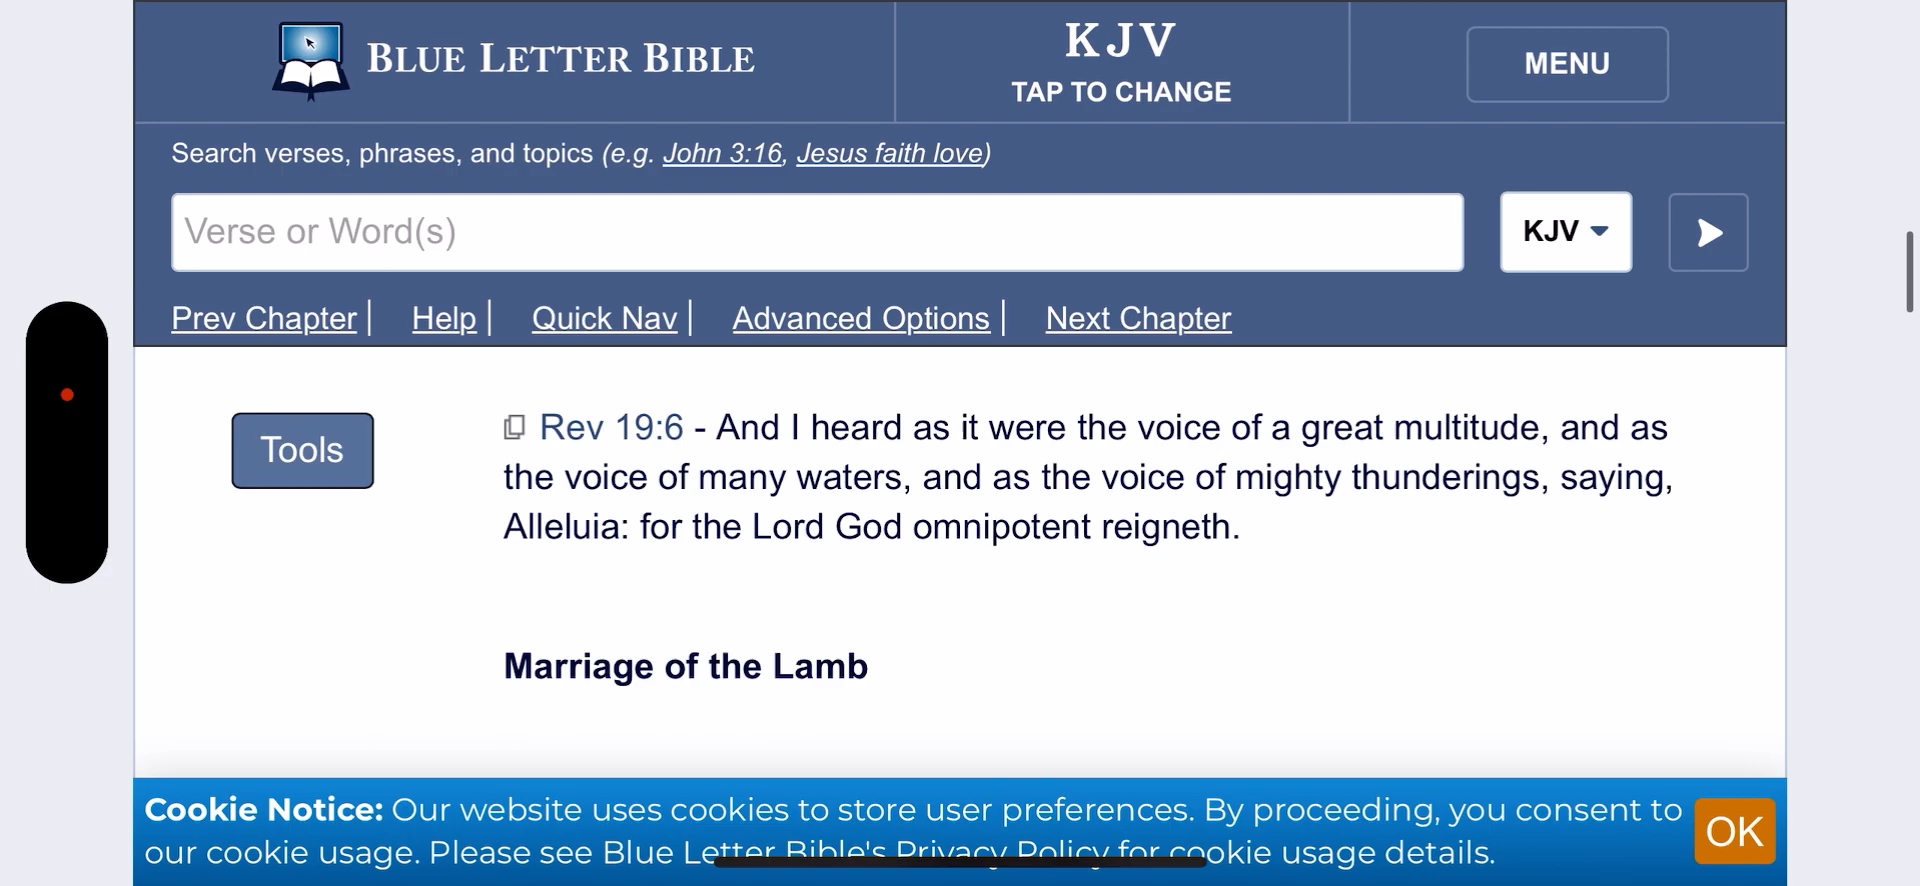 BLUE LETTER BIBLE
KJV
TAP TO CHANGE
MENU
Search verses, phrases, and topics (e.g. John 3:16, Jesus faith love)
Verse or Word(s)
KJV
Prev Chapter | Help | Quick Nav | Advanced Options | Next Chapter
Tools
Rev 19:6 - And I heard as it were the voice of a great multitude, and as
the voice of many waters, and as the voice of mighty thunderings, saying,
Alleluia: for the Lord God omnipotent reigneth.
Marriage of the Lamb
Cookie Notice: Our website uses cookies to store user preferences. By proceeding, you consent to
our cookie usage. Please see Blue Letter Bible's Privacy Policy for cookie usage details.
OK